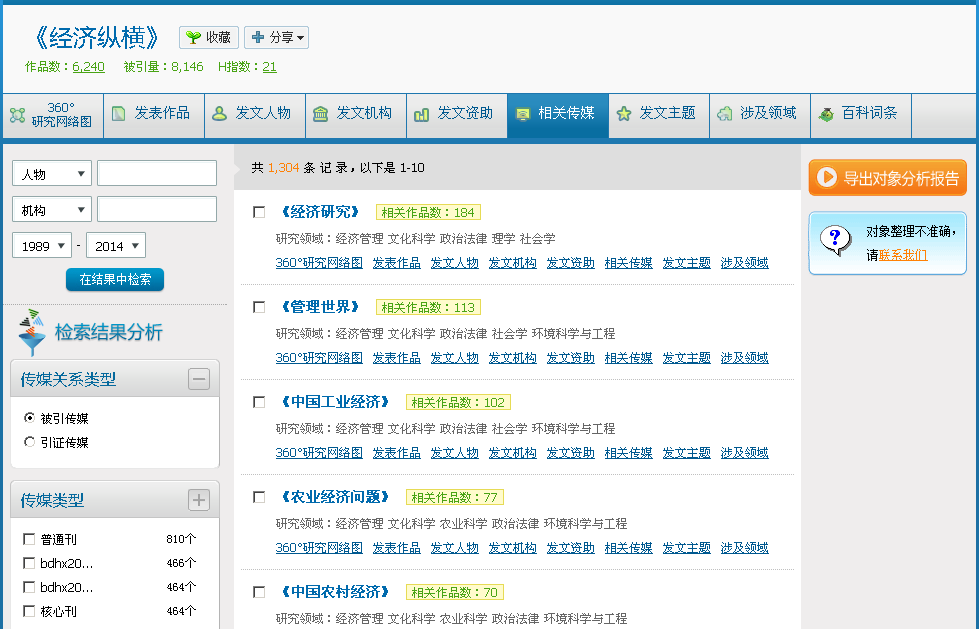 《经济纵横》
收藏
分享
作品数：6,240 被引量：8,146 H指数：21
360°
研究网络图
发表作品
发文人物
发文机构
发文资助
相关传媒
发文主题
涉及领域
百科词条
人物
机构
1989 - 2014
在结果中检索
检索结果分析
传媒关系类型
被引传媒
引证传媒
传媒类型
普通刊 810个
bdhx20... 466个
bdhx20... 464个
核心刊 464个
共 1,304 条 记 录，以下是 1-10
《经济研究》 相关作品数：184
研究领域：经济管理 文化科学 政治法律 理学 社会学
360°研究网络图 发表作品 发文人物 发文机构 发文资助 相关传媒 发文主题 涉及领域
《管理世界》 相关作品数：113
研究领域：经济管理 文化科学 政治法律 社会学 环境科学与工程
360°研究网络图 发表作品 发文人物 发文机构 发文资助 相关传媒 发文主题 涉及领域
《中国工业经济》 相关作品数：102
研究领域：经济管理 文化科学 政治法律 社会学 环境科学与工程
360°研究网络图 发表作品 发文人物 发文机构 发文资助 相关传媒 发文主题 涉及领域
《农业经济问题》 相关作品数：77
研究领域：经济管理 文化科学 农业科学 政治法律 环境科学与工程
360°研究网络图 发表作品 发文人物 发文机构 发文资助 相关传媒 发文主题 涉及领域
《中国农村经济》 相关作品数：70
研究领域：经济管理 文化科学 农业科学 政治法律 环境科学与工程
导出对象分析报告
对象整理不准确，
请联系我们